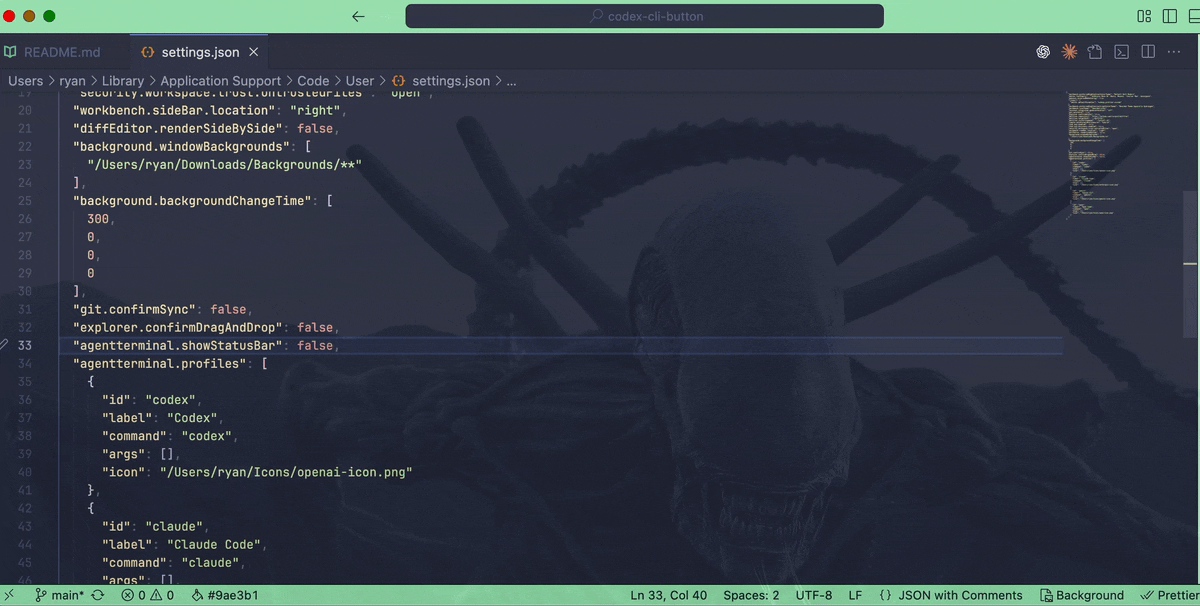 codex-cli-button
README.md
settings.json
Users > ryan > Library > Application Support > Code > User > settings.json > ...
19 "security.workspace.trust.untrustedFiles": "open",
20 "workbench.sideBar.location": "right",
21 "diffEditor.renderSideBySide": false,
22 "background.windowBackgrounds": [
23 "/Users/ryan/Downloads/Backgrounds/**"
24 ],
25 "background.backgroundChangeTime": [
26 300,
27 0,
28 0,
29 0
30 ],
31 "git.confirmSync": false,
32 "explorer.confirmDragAndDrop": false,
33 "agentterminal.showStatusBar": false,
34 "agentterminal.profiles": [
35 {
36 "id": "codex",
37 "label": "Codex",
38 "command": "codex",
39 "args": [],
40 "icon": "/Users/ryan/Icons/openai-icon.png"
41 },
42 {
43 "id": "claude",
44 "label": "Claude Code",
45 "command": "claude",
46 "args": [],
main* 0 0 #9ae3b1 Ln 33, Col 40 Spaces: 2 UTF-8 LF {} JSON with Comments Background Prettier